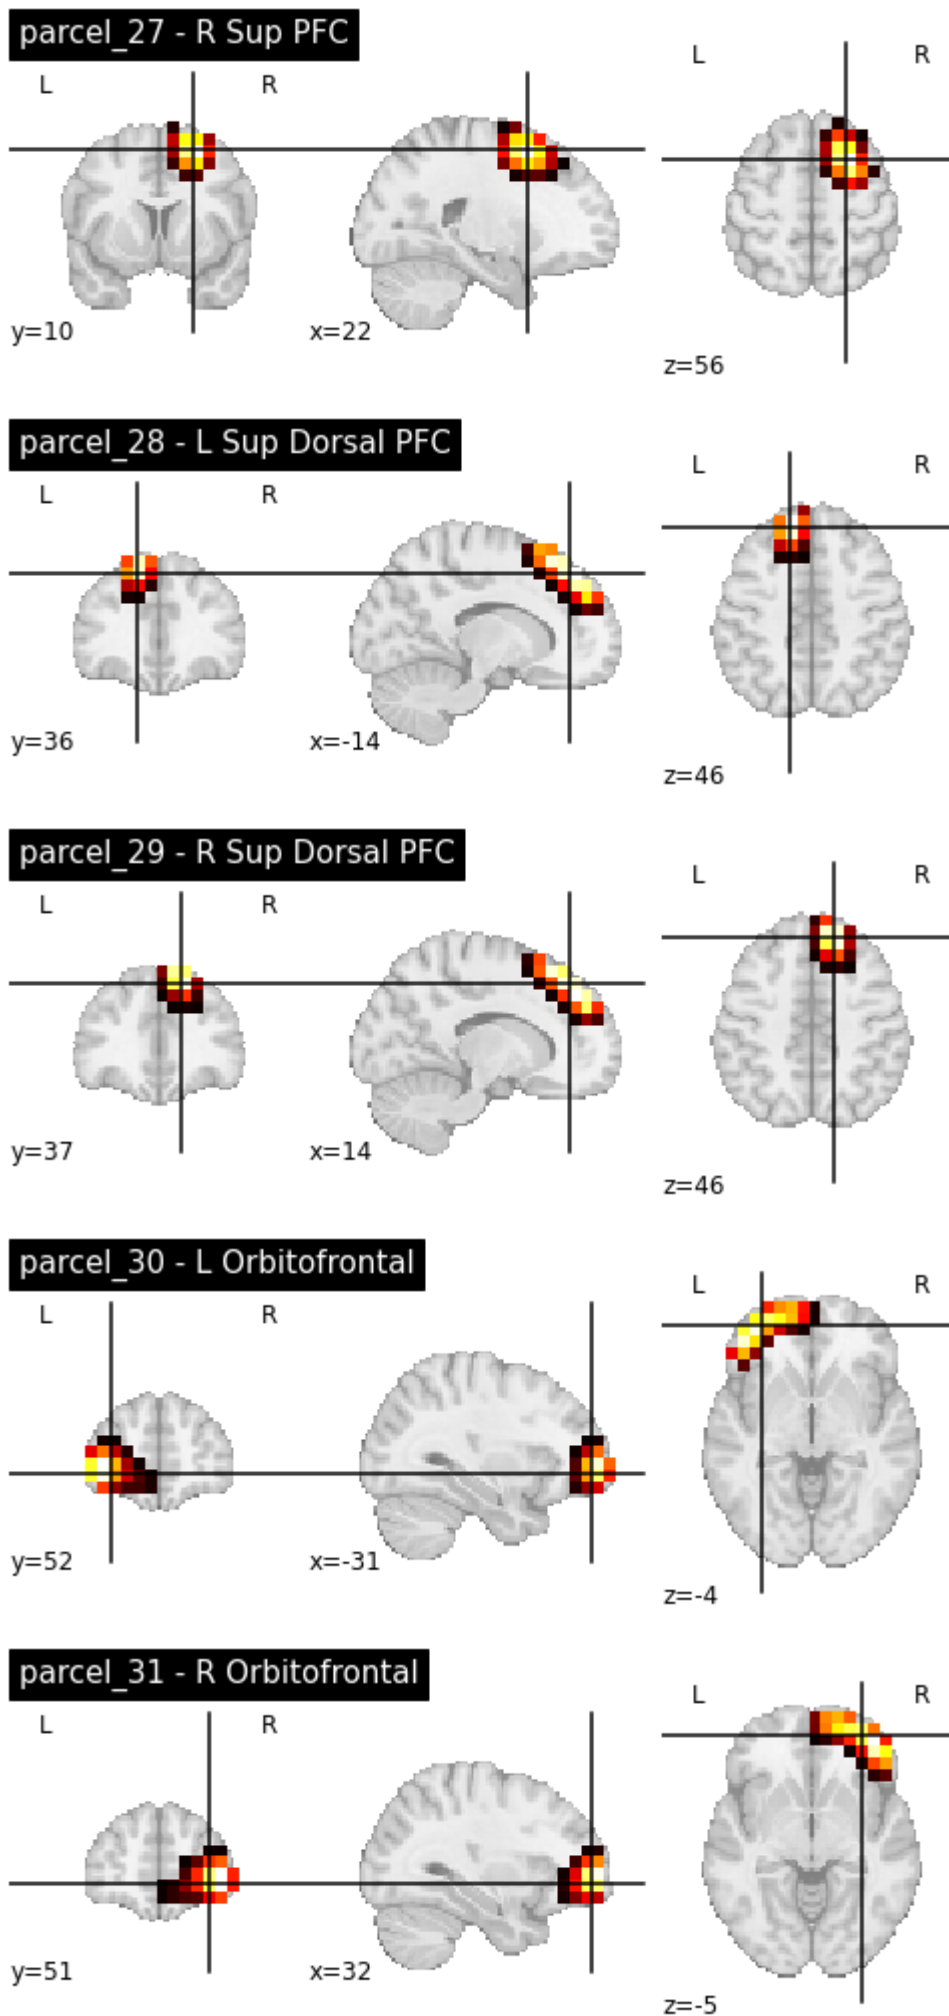 parcel_27 - R Sup PFC
L R L R
y=10 x=22 z=56
parcel_28 - L Sup Dorsal PFC
L R L R
y=36 x=-14 z=46
parcel_29 - R Sup Dorsal PFC
L R L R
y=37 x=14 z=46
parcel_30 - L Orbitofrontal
L R L R
y=52 x=-31 z=-4
parcel_31 - R Orbitofrontal
L R L R
y=51 x=32 z=-5